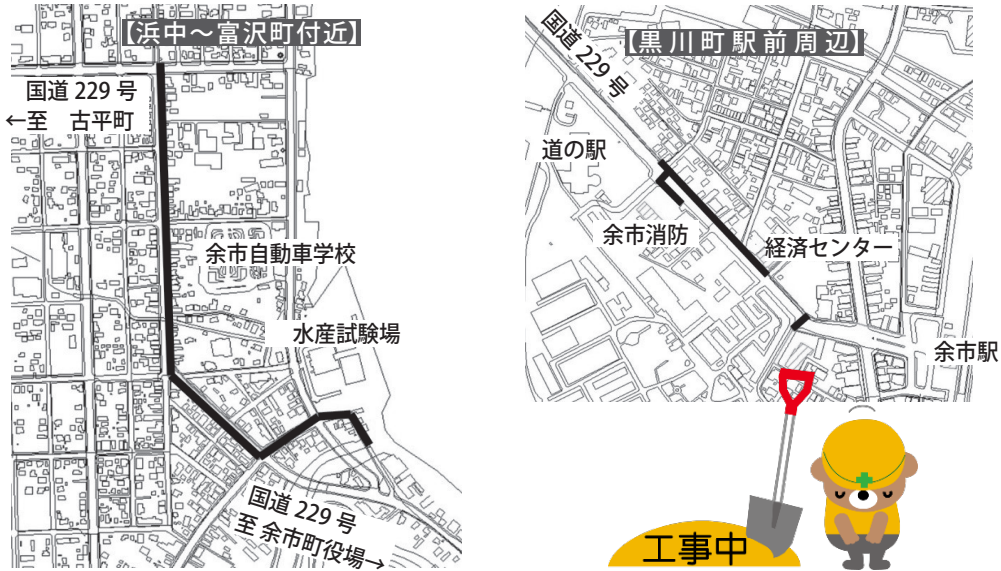 【浜中～富沢町付近】
国道 229 号
←至　古平町
余市自動車学校
水産試験場
国道 229 号
至 余市町役場→
【黒川町駅前周辺】
国道 229 号
道の駅
余市消防
経済センター
余市駅
工事中